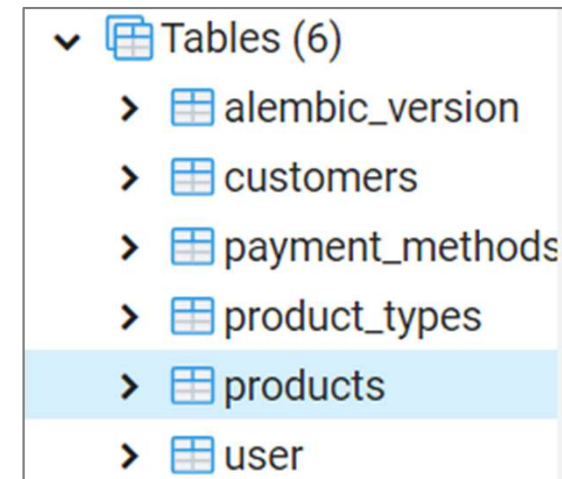 Tables (6)
alembic_version
customers
payment_methods
product_types
products
user